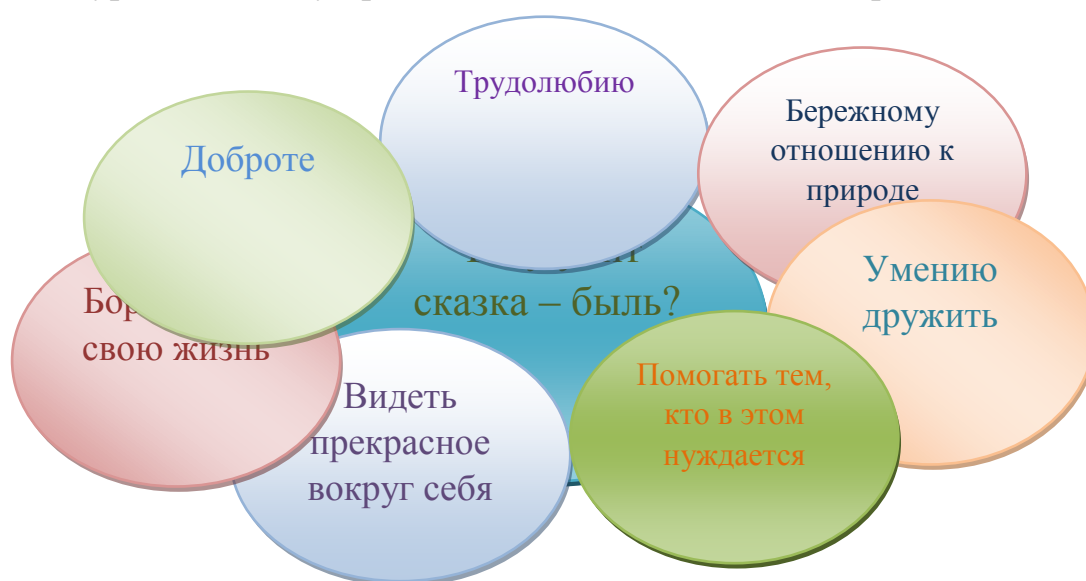 Трудолюбию
Бережному
отношению к
природе
Доброте
Умению
дружить
сказка – быль?
свою жизнь
Помогать тем,
кто в этом
нуждается
Видеть
прекрасное
вокруг себя